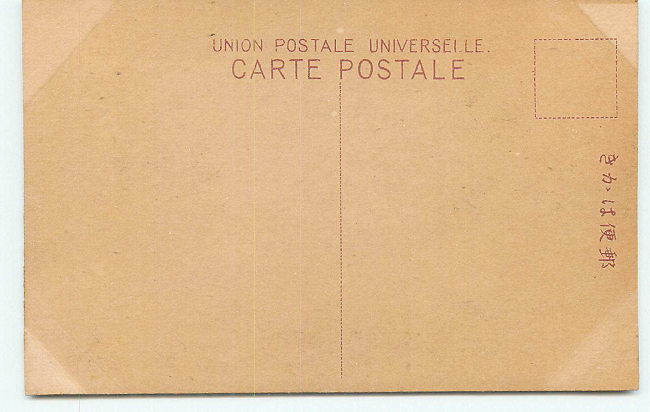 UNION POSTALE UNIVERSELLE.
CARTE POSTALE
郵便はかき